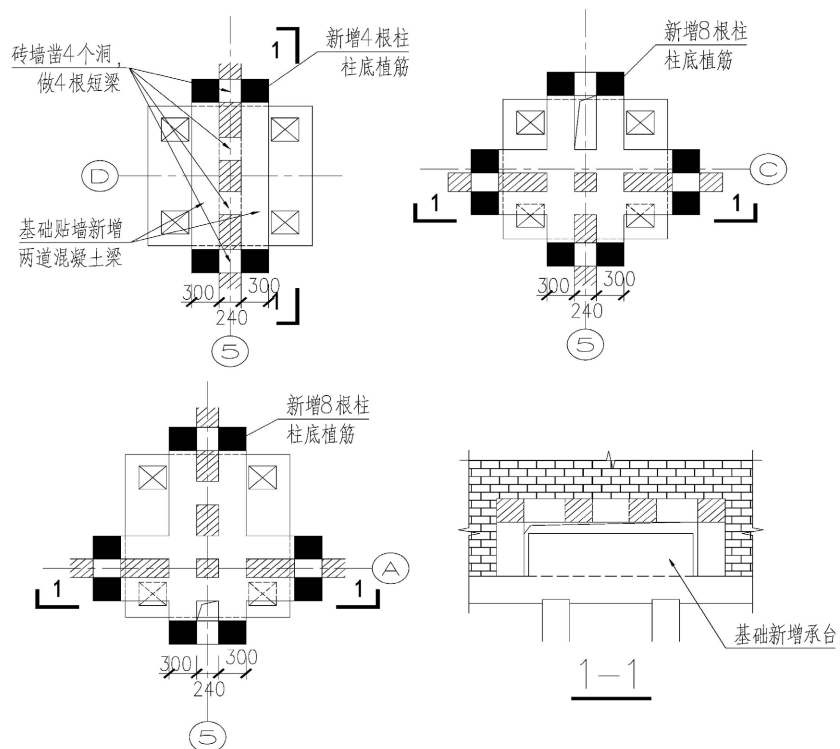 砖墙凿4个洞，
做4根短梁
1
新增4根柱
柱底植筋
D
基础贴墙新增
两道混凝土梁
300
300
240
1
5
新增8根柱
柱底植筋
C
1
1
300
300
240
5
新增8根柱
柱底植筋
A
1
1
300
300
240
5
基础新增承台
1-1